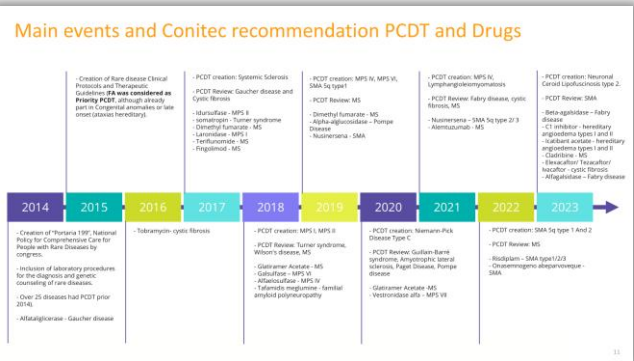 Main events and Conitec recommendation PCDT and Drugs
- Creation of Rare disease Clinical
Protocols and Therapeutic
Guidelines (FA was considered as
Priority PCDT, although already
part in Congenital anomalies or late
onset (ataxias hereditary).
- PCDT creation: Systemic Sclerosis
- PCDT Review: Gaucher disease and
Cystic fibrosis
- Idursulfase - MPS II
- somatropin - Turner syndrome
- Dimethyl fumarate - MS
- Laronidase - MPS I
- Teriflunomide - MS
- Fingolimod - MS
- PCDT creation: MPS IV, MPS VI,
SMA 5q type1
- PCDT Review: MS
- Dimethyl fumarate - MS
- Alpha-alglucosidase – Pompe
Disease
- Nusinersena - SMA
- PCDT creation: MPS IV,
Lymphangioleiomyomatosis
- PCDT Review: Fabry disease, cystic
fibrosis, MS
- Nusinersena – SMA 5q type 2/ 3
- Alemtuzumab - MS
- PCDT creation: Neuronal
Ceroid Lipofuscinosis type 2.
- PCDT Review: SMA
- Beta-agalsidase – Fabry
disease
- C1 inhibitor - hereditary
angioedema types I and II
- Icatibant acetate - hereditary
angioedema types I and II
- Cladribine - MS
- Elexacaftor/ Tezacaftor/
Ivacaftor - cystic fibrosis
- Alfagalsidase – Fabry disease
2014 2015 2016 2017 2018 2019 2020 2021 2022 2023
- Creation of "Portaria 199", National
Policy for Comprehensive Care for
People with Rare Diseases by
congress.
- Inclusion of laboratory procedures
for the diagnosis and genetic
counseling of rare diseases.
- Over 25 diseases had PCDT prior
2014).
- Alfataliglicerase - Gaucher disease
- Tobramycin- cystic fibrosis
- PCDT creation: MPS I, MPS II
- PCDT Review: Turner syndrome,
Wilson's disease, MS
- Glatiramer Acetate - MS
- Galsulfase – MPS VI
- Alfaelosulfase - MPS IV
- Tafamidis meglumine - familial
amyloid polyneuropathy
- PCDT creation: Niemann-Pick
Disease Type C
- PCDT Review: Guillain-Barré
syndrome, Amyotrophic lateral
sclerosis, Paget Disease, Pompe
disease
- Glatiramer Acetate -MS
- Vestronidase alfa – MPS VII
- PCDT creation: SMA 5q type 1 And 2
- PCDT Review: MS
- Risdiplam – SMA type1/2/3
- Onasemnogeno abeparvoveque -
SMA
11